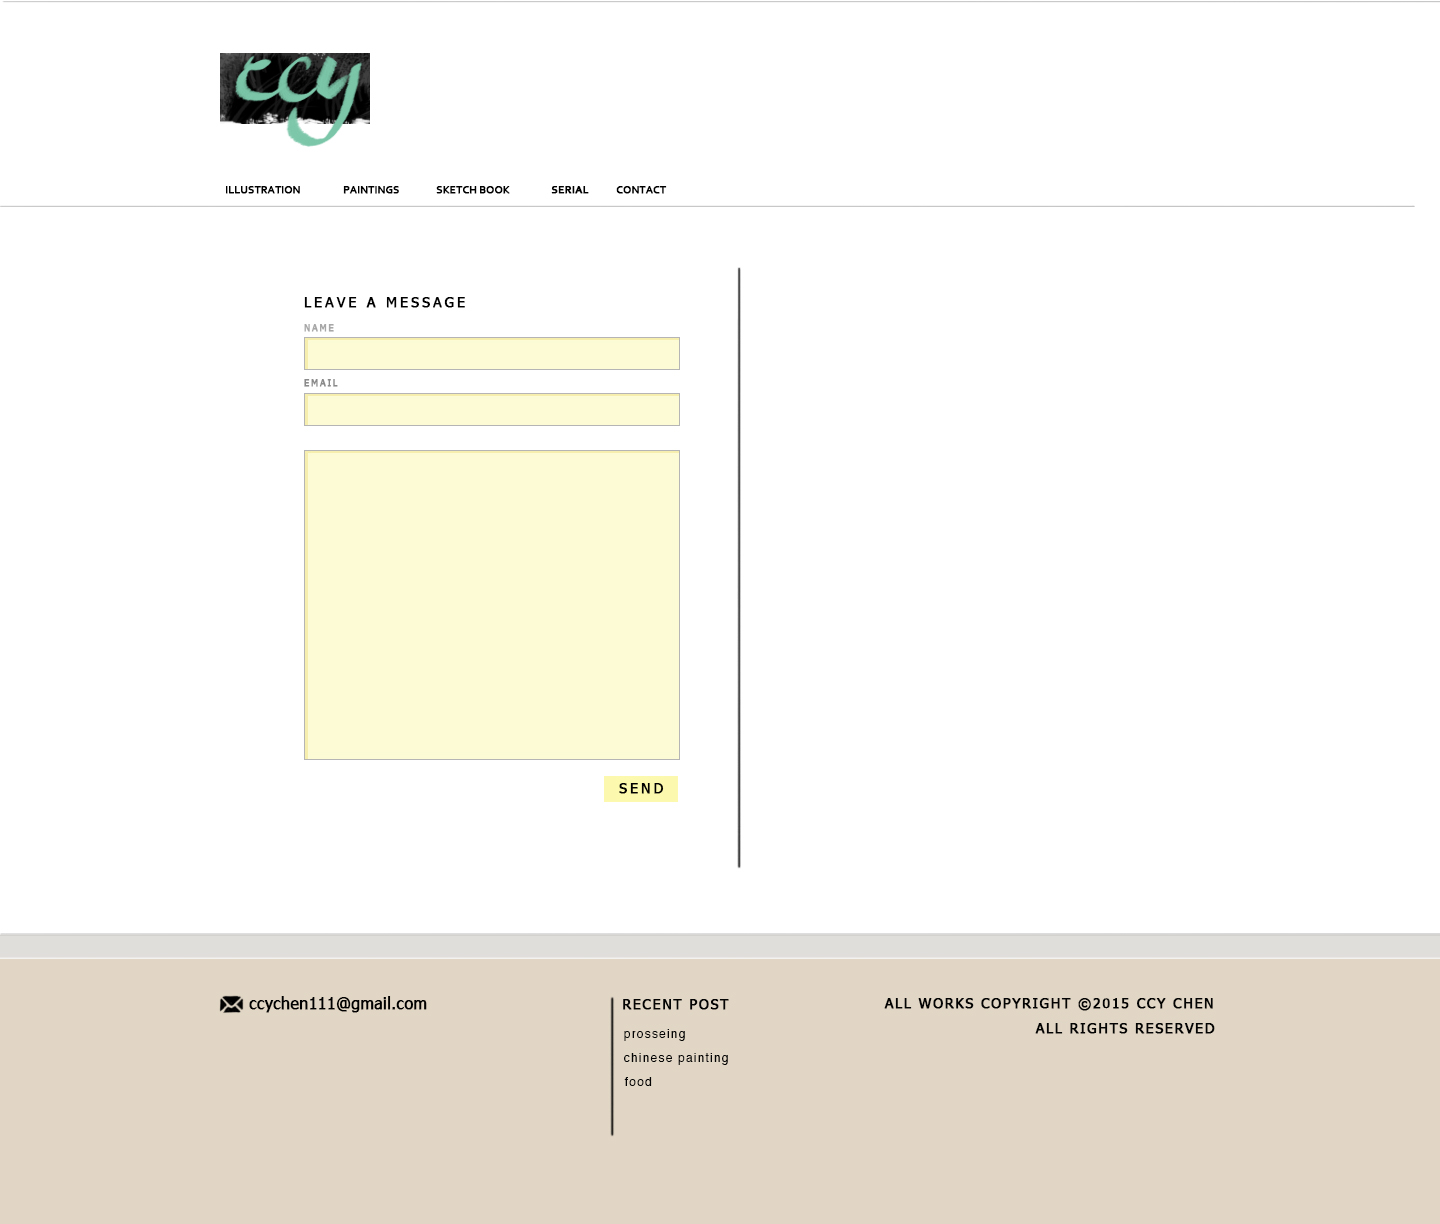 ccy
ILLUSTRATION PAINTINGS SKETCH BOOK SERIAL CONTACT
LEAVE A MESSAGE
NAME
EMAIL
SEND
ccychen111@gmail.com
RECENT POST
prosseing
chinese painting
food
ALL WORKS COPYRIGHT ©2015 CCY CHEN
ALL RIGHTS RESERVED